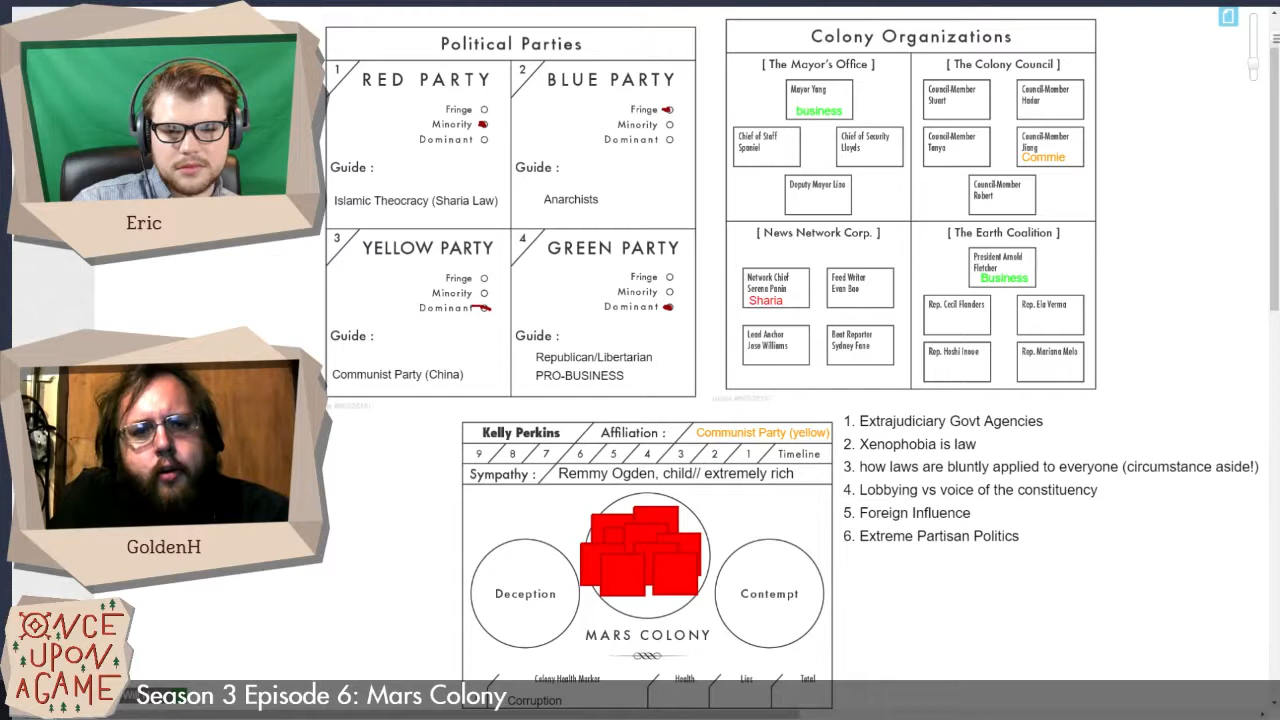 Eric
GoldenH
ONCE
UPON
A GAME
Season 3 Episode 6: Mars Colony
Political Parties
1
RED PARTY
Fringe
Minority
Dominant
Guide :
Islamic Theocracy (Sharia Law)
2
BLUE PARTY
Fringe
Minority
Dominant
Guide :
Anarchists
3
YELLOW PARTY
Fringe
Minority
Dominant
Guide :
Communist Party (China)
4
GREEN PARTY
Fringe
Minority
Dominant
Guide :
Republican/Libertarian
PRO-BUSINESS
Colony Organizations
[ The Mayor's Office ]
Mayor Yang
business
Chief of Staff
Spaniel
Chief of Security
Lloyds
Deputy Mayor Liao
[ The Colony Council ]
Council-Member
Stuart
Council-Member
Hadar
Council-Member
Tanya
Council-Member
Jiang
Commie
Council-Member
Robert
[ News Network Corp. ]
Network Chief
Serena Panin
Sharia
Feed Writer
Evan Bae
Lead Anchor
Jose Williams
Beat Reporter
Sydney Fane
[ The Earth Coalition ]
President Arnold
Fletcher
Business
Rep. Cecil Flanders
Rep. Ela Verma
Rep. Hoshi Inoue
Rep. Mariana Melo
Kelly Perkins
Affiliation :
Communist Party (yellow)
9 8 7 6 5 4 3 2 1 Timeline
Sympathy :
Remmy Ogden, child// extremely rich
Deception
Contempt
MARS COLONY
Colony Health Marker
Health
Lies
Total
Corruption
1. Extrajudiciary Govt Agencies
2. Xenophobia is law
3. how laws are bluntly applied to everyone (circumstance aside!)
4. Lobbying vs voice of the constituency
5. Foreign Influence
6. Extreme Partisan Politics